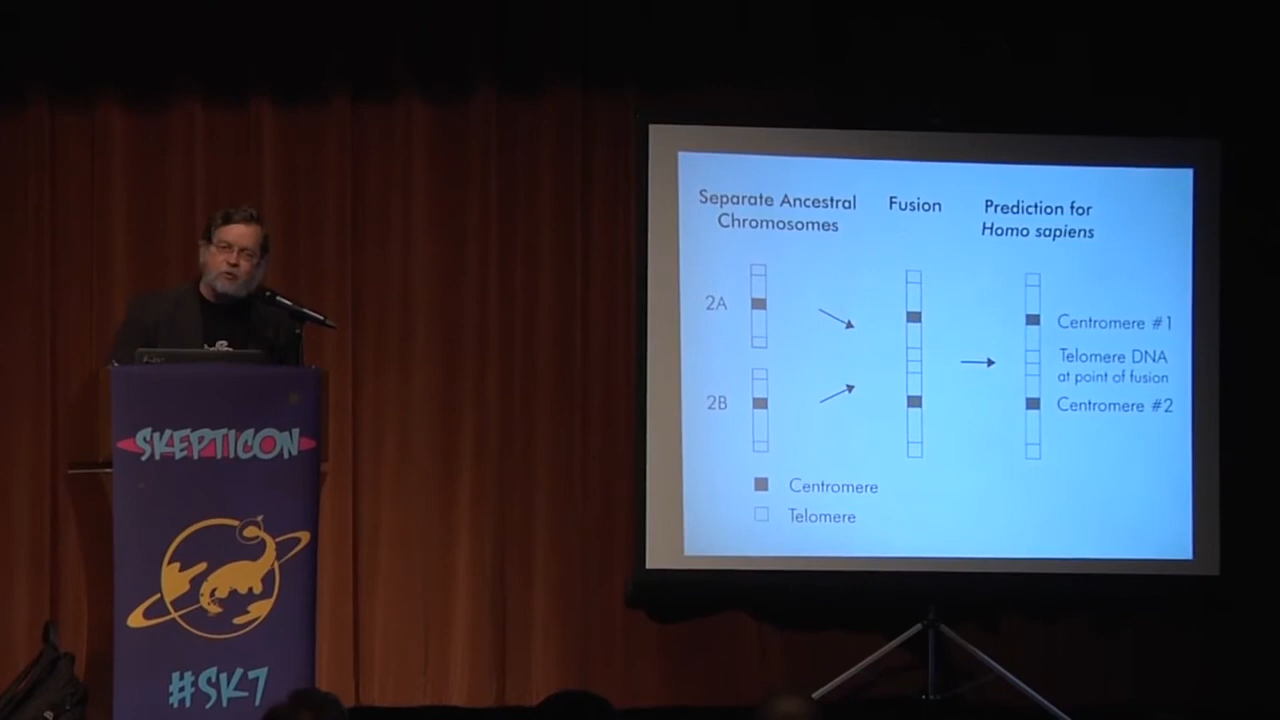 Separate Ancestral
Chromosomes
Fusion
Prediction for
Homo sapiens
2A
Centromere #1
Telomere DNA
at point of fusion
2B
Centromere #2
Centromere
Telomere
SKEPTICON
#SK7